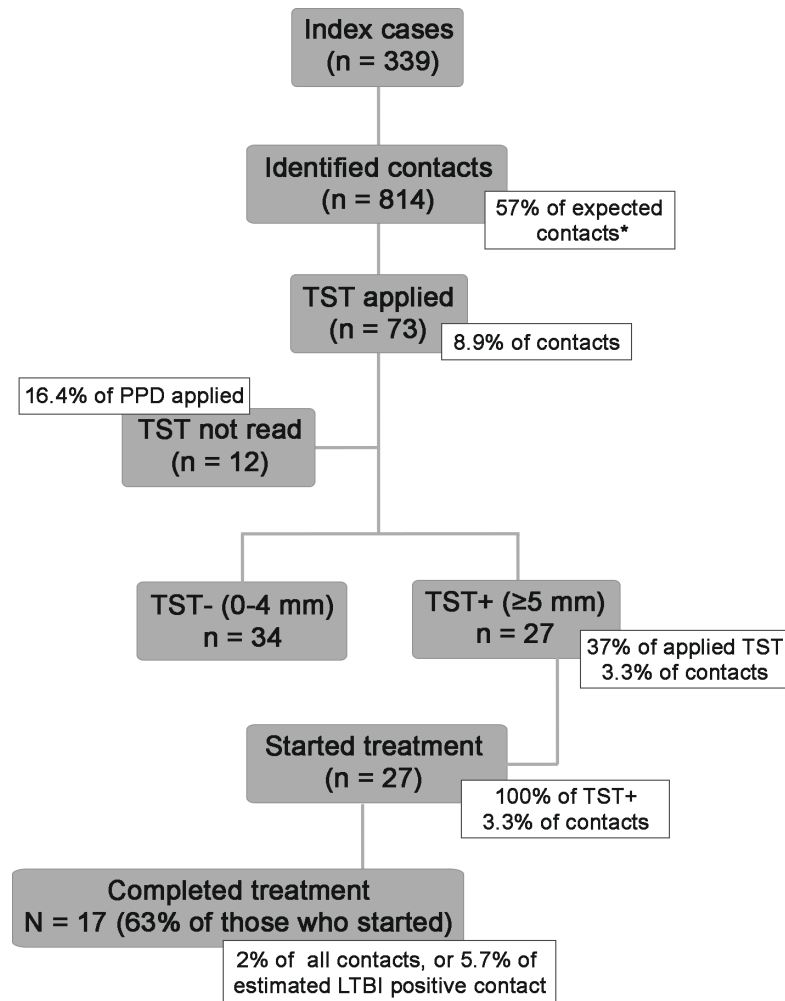 Index cases
(n = 339)
Identified contacts
(n = 814)
57% of expected
contacts*
TST applied
(n = 73)
8.9% of contacts
16.4% of PPD applied
TST not read
(n = 12)
TST- (0-4 mm)
n = 34
TST+ (≥5 mm)
n = 27
37% of applied TST
3.3% of contacts
Started treatment
(n = 27)
100% of TST+
3.3% of contacts
Completed treatment
N = 17 (63% of those who started)
2% of all contacts, or 5.7% of
estimated LTBI positive contact